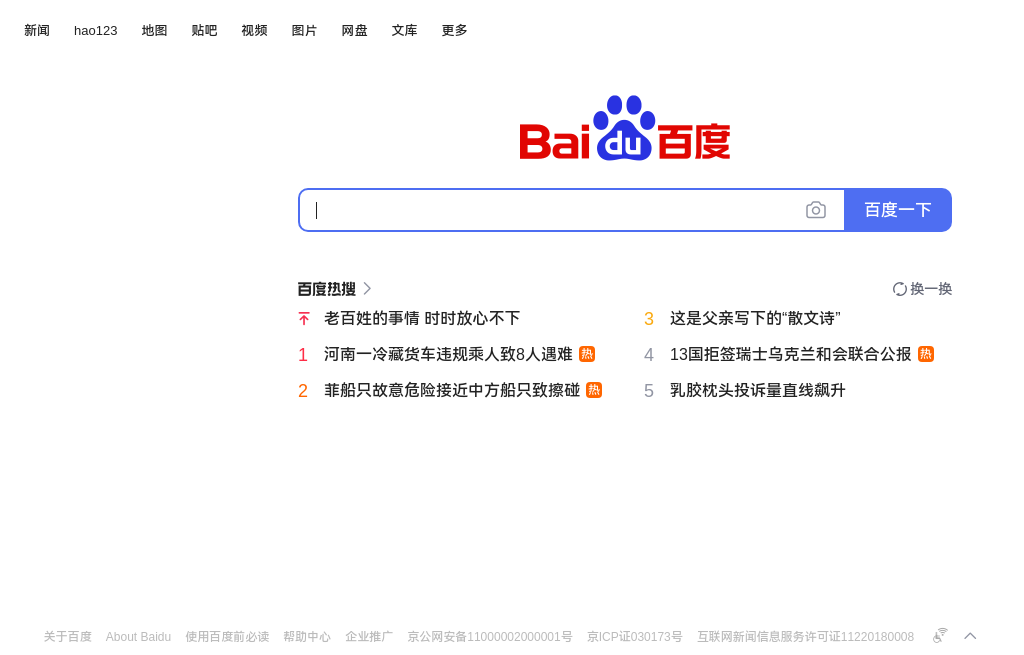 新闻 hao123 地图 贴吧 视频 图片 网盘 文库 更多
Bai du 百度
百度一下
百度热搜 换一换
老百姓的事情 时时放心不下
1 河南一冷藏货车违规乘人致8人遇难 热
2 菲船只故意危险接近中方船只致擦碰 热
3 这是父亲写下的“散文诗”
4 13国拒签瑞士乌克兰和会联合公报 热
5 乳胶枕头投诉量直线飙升
关于百度 About Baidu 使用百度前必读 帮助中心 企业推广 京公网安备11000002000001号 京ICP证030173号 互联网新闻信息服务许可证11220180008